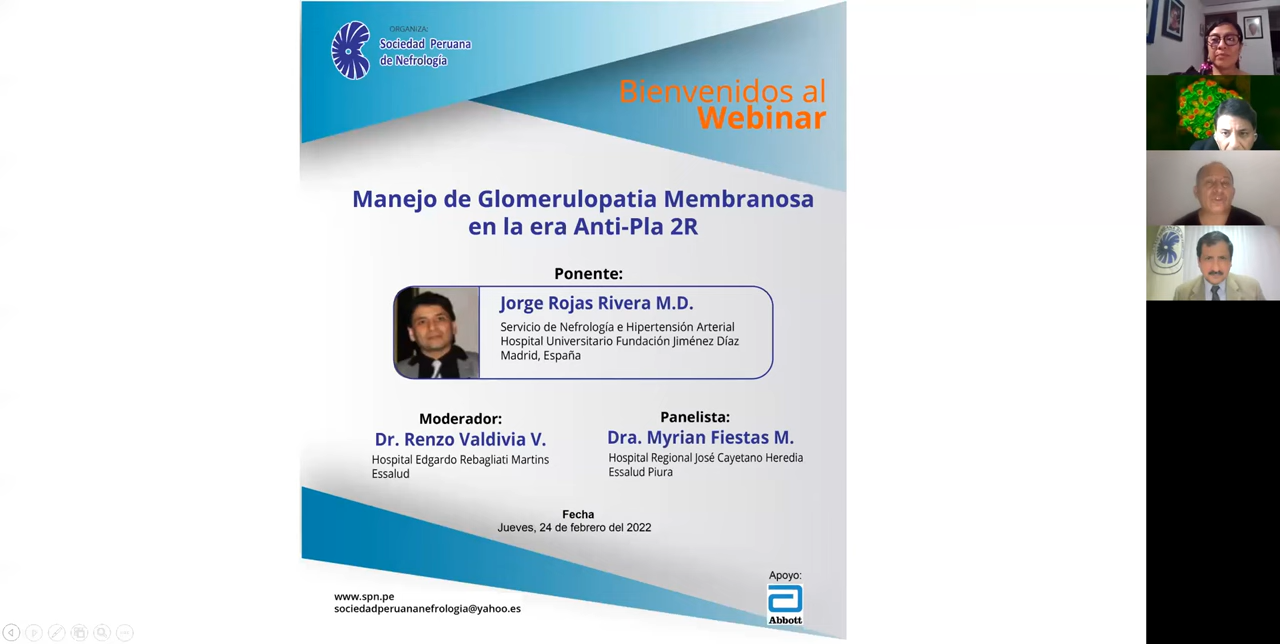 ORGANIZA:
Sociedad Peruana
de Nefrología
Bienvenidos al
Webinar
Manejo de Glomerulopatia Membranosa
en la era Anti-Pla 2R
Ponente:
Jorge Rojas Rivera M.D.
Servicio de Nefrología e Hipertensión Arterial
Hospital Universitario Fundación Jiménez Díaz
Madrid, España
Moderador:
Dr. Renzo Valdivia V.
Hospital Edgardo Rebagliati Martins
Essalud
Panelista:
Dra. Myrian Fiestas M.
Hospital Regional José Cayetano Heredia
Essalud Piura
Fecha
Jueves, 24 de febrero del 2022
Apoyo:
Abbott
www.spn.pe
sociedadperuananefrologia@yahoo.es